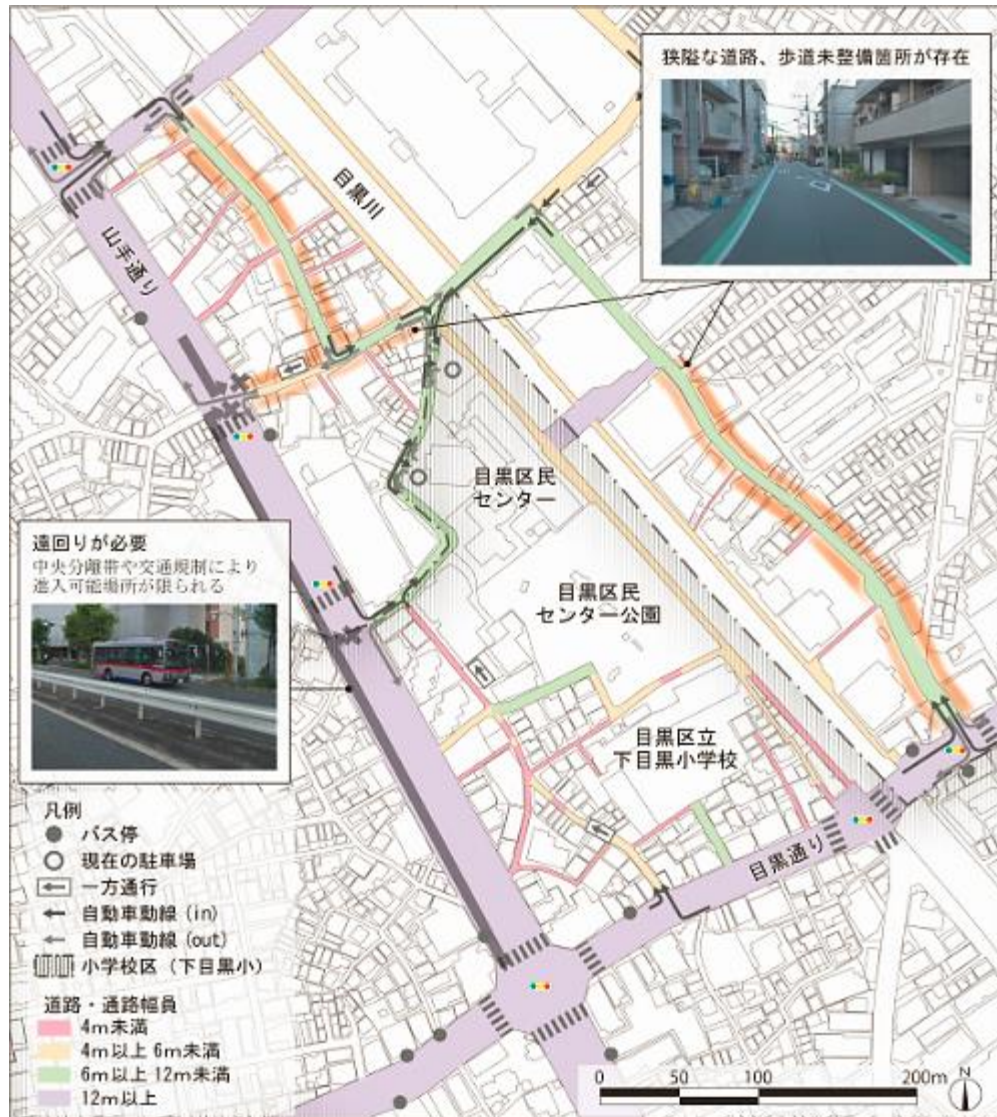 狭隘な道路、歩道未整備箇所が存在
目黒川
山手通り
目黒区民
センター
目黒区民
センター公園
遠回りが必要
中央分離帯や交通規制により
進入可能場所が限られる
目黒区立
下目黒小学校
目黒通り
凡例
バス停
現在の駐車場
一方通行
自動車動線(in)
自動車動線(out)
小学校区（下目黒小）
道路・通路幅員
4m未満
4m以上 6m未満
6m以上 12m未満
12m以上
0 50 100 200m N